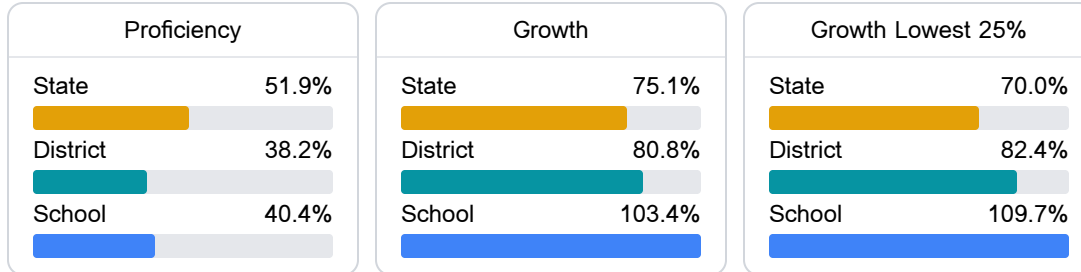 Proficiency
State 51.9%
District 38.2%
School 40.4%
Growth
State 75.1%
District 80.8%
School 103.4%
Growth Lowest 25%
State 70.0%
District 82.4%
School 109.7%